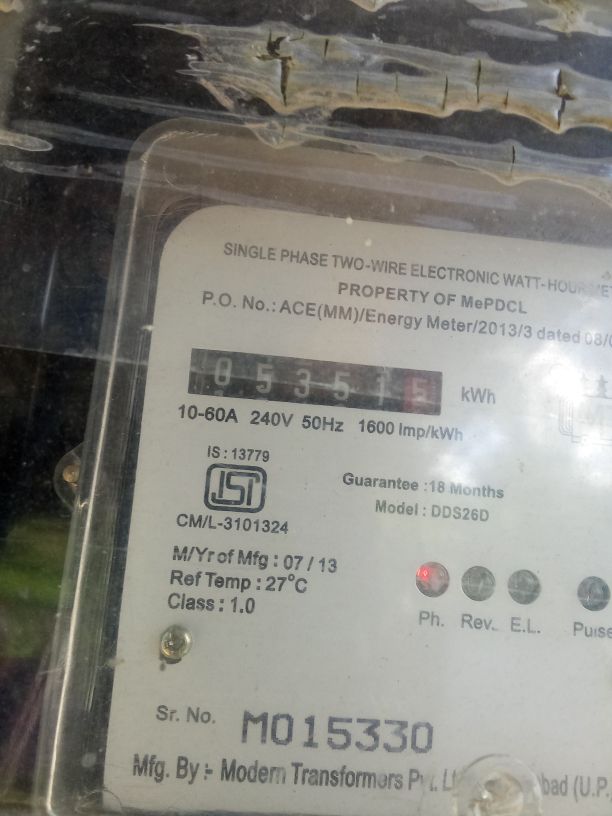 SINGLE PHASE TWO-WIRE ELECTRONIC WATT-HOUR
PROPERTY OF MePDCL
P.O. No.: ACE(MM)/Energy Meter/2013/3 dated 08/
053515 kWh
10-60A 240V 50Hz 1600 Imp/kWh
IS : 13779
ISI
CM/L-3101324
Guarantee : 18 Months
Model : DDS26D
M/Yr of Mfg : 07 / 13
Ref Temp : 27°C
Class : 1.0
Ph. Rev. E.L. Pulse
Sr. No. M015330
Mfg. By :- Modern Transformers Pvt. (U.P.